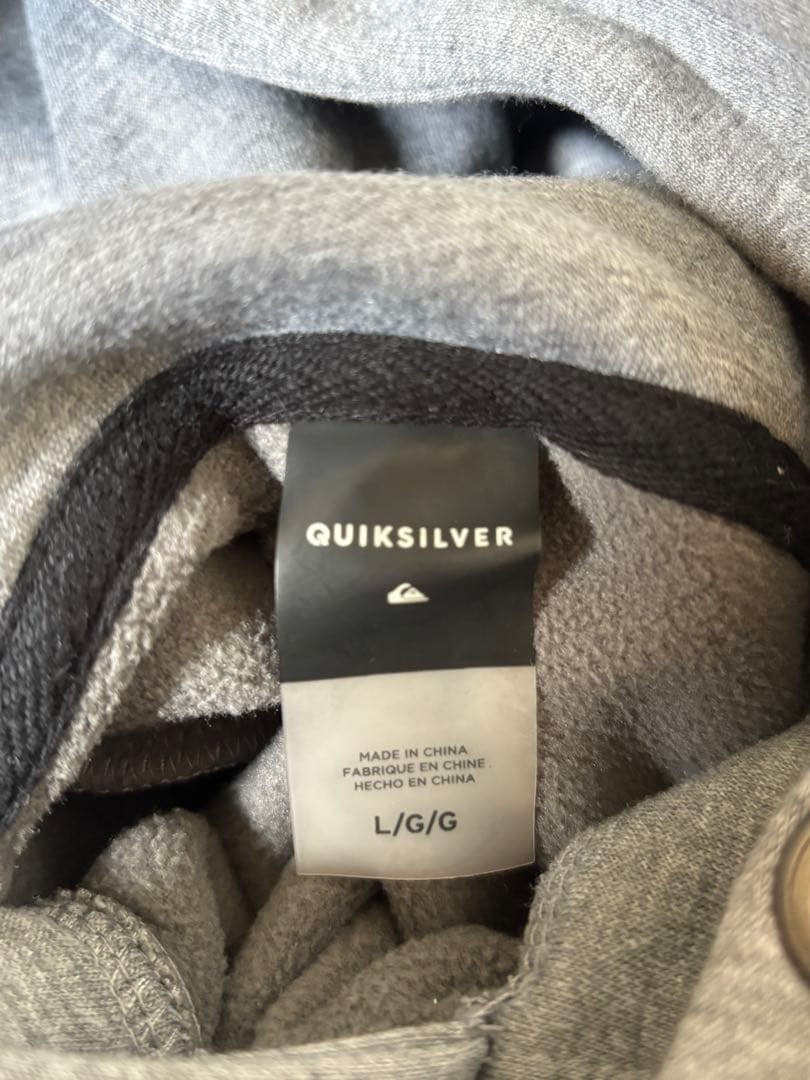 QUIKSILVER
MADE IN CHINA
FABRIQUE EN CHINE.
HECHO EN CHINA
L/G/G